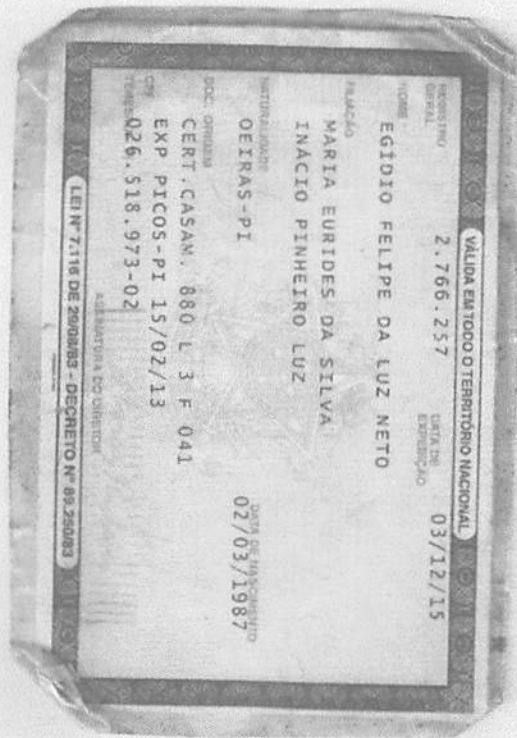 VÁLIDA EM TODO O TERRITÓRIO NACIONAL
REGISTRO GERAL 2.766.257 DATA DE EXPEDIÇÃO 03/12/15
NOME
EGÍDIO FELIPE DA LUZ NETO
FILIAÇÃO
MARIA EURIDES DA SILVA
INÁCIO PINHEIRO LUZ
NATURALIDADE DATA DE NASCIMENTO
OEIRAS-PI 02/03/1987
DOC. ORIGEM
CERT.CASAM. 880 L 3 F 041
EXP PICOS-PI 15/02/13
CPF 026.518.973-02
ASSINATURA DO DIRETOR
LEI Nº 7.116 DE 29/08/83 - DECRETO Nº 89.250/83